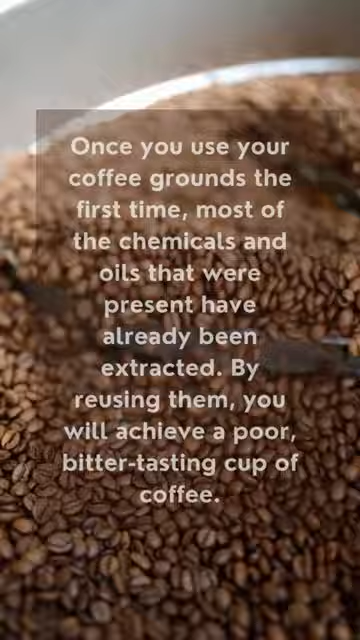 Once you use your
coffee grounds the
first time, most of
the chemicals and
oils that were
present have
already been
extracted. By
reusing them, you
will achieve a poor,
bitter-tasting cup of
coffee.